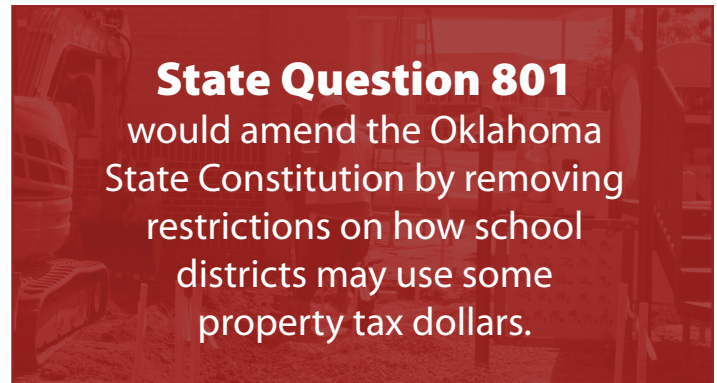 State Question 801
would amend the Oklahoma
State Constitution by removing
restrictions on how school
districts may use some
property tax dollars.